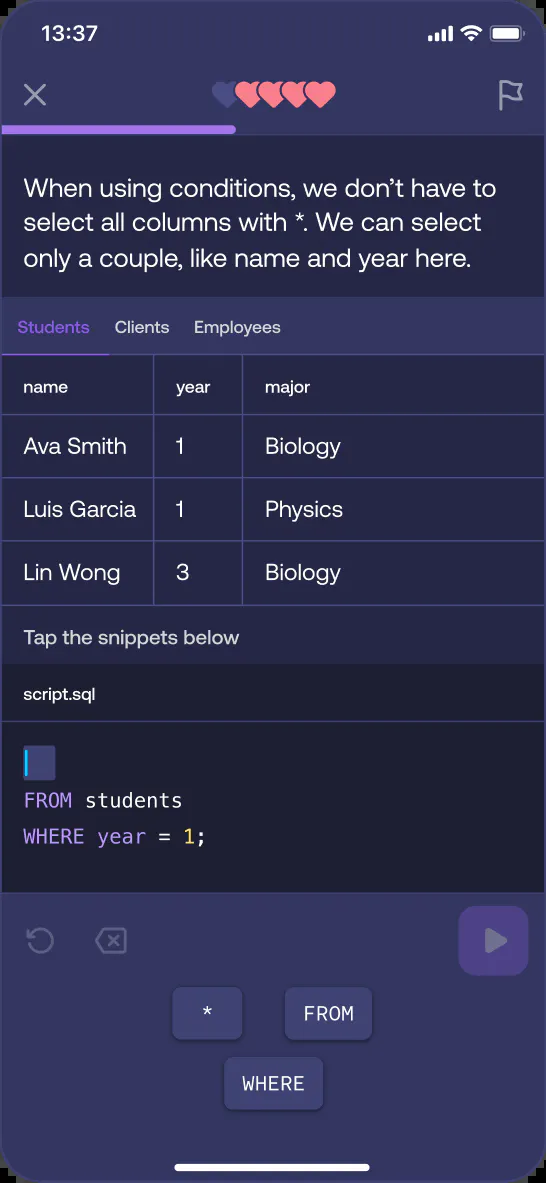 13:37
When using conditions, we don’t have to
select all columns with *. We can select
only a couple, like name and year here.
Students Clients Employees
name year major
Ava Smith 1 Biology
Luis Garcia 1 Physics
Lin Wong 3 Biology
Tap the snippets below
script.sql
FROM students
WHERE year = 1;
* FROM
WHERE